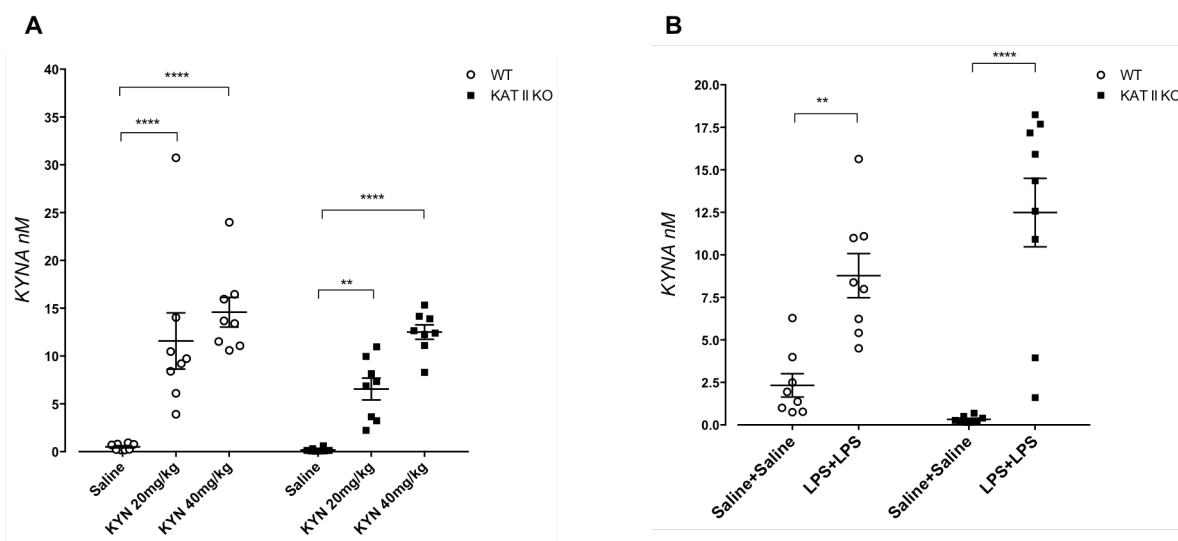 A
KYNA nM
40
35
30
25
20
15
10
5
0
****
****
****
**
WT
KAT II KO
Saline
KYN 20mg/kg
KYN 40mg/kg
Saline
KYN 20mg/kg
KYN 40mg/kg
B
KYNA nM
20.0
17.5
15.0
12.5
10.0
7.5
5.0
2.5
0.0
**
****
WT
KAT II KO
Saline+Saline
LPS+LPS
Saline+Saline
LPS+LPS